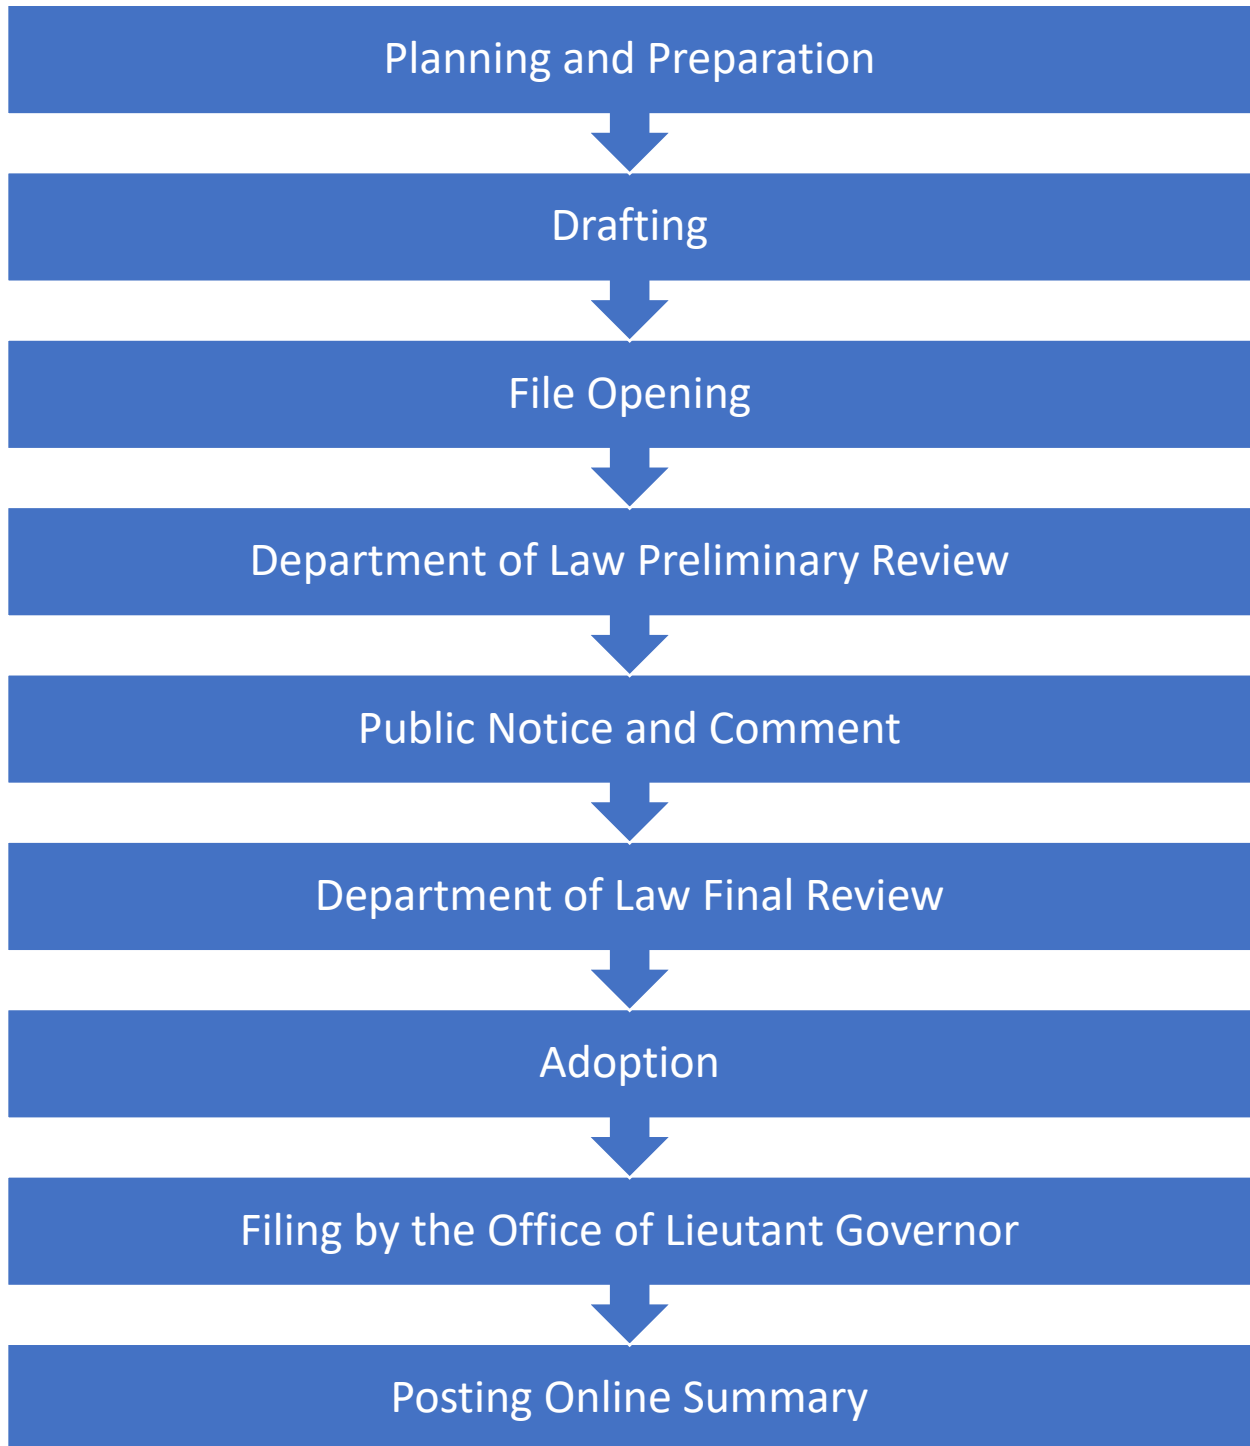 Planning and Preparation
Drafting
File Opening
Department of Law Preliminary Review
Public Notice and Comment
Department of Law Final Review
Adoption
Filing by the Office of Lieutant Governor
Posting Online Summary